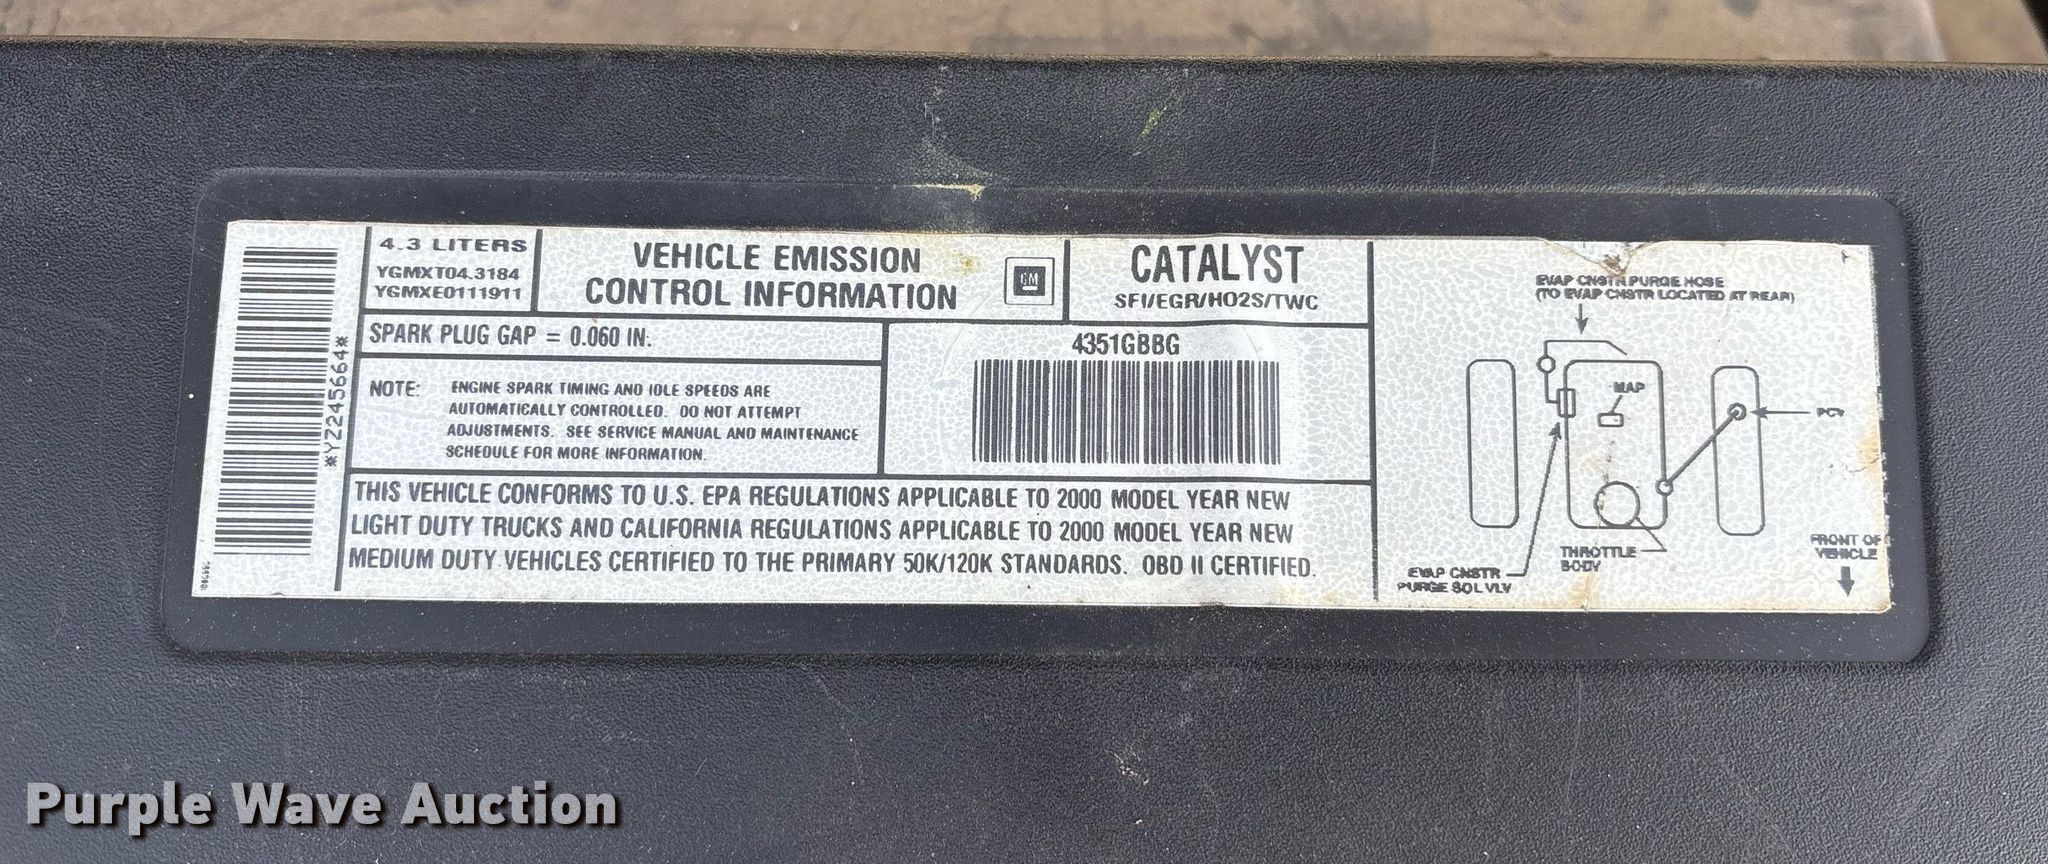 4.3 LITERS
YGMXT04.3184
YGMXE0111911
VEHICLE EMISSION
CONTROL INFORMATION
GM
CATALYST
SFI/EGR/HO2S/TWC
SPARK PLUG GAP = 0.060 IN.
NOTE: ENGINE SPARK TIMING AND IDLE SPEEDS ARE
AUTOMATICALLY CONTROLLED. DO NOT ATTEMPT
ADJUSTMENTS. SEE SERVICE MANUAL AND MAINTENANCE
SCHEDULE FOR MORE INFORMATION.
4351GBBG
*YZ245664*
THIS VEHICLE CONFORMS TO U.S. EPA REGULATIONS APPLICABLE TO 2000 MODEL YEAR NEW
LIGHT DUTY TRUCKS AND CALIFORNIA REGULATIONS APPLICABLE TO 2000 MODEL YEAR NEW
MEDIUM DUTY VEHICLES CERTIFIED TO THE PRIMARY 50K/120K STANDARDS. OBD II CERTIFIED.
EVAP CNSTR PURGE HOSE
(TO EVAP CNSTR LOCATED AT REAR)
MAP
PCV
THROTTLE
BODY
EVAP CNSTR
PURGE SOL VLV
FRONT OF
VEHICLE
Purple Wave Auction